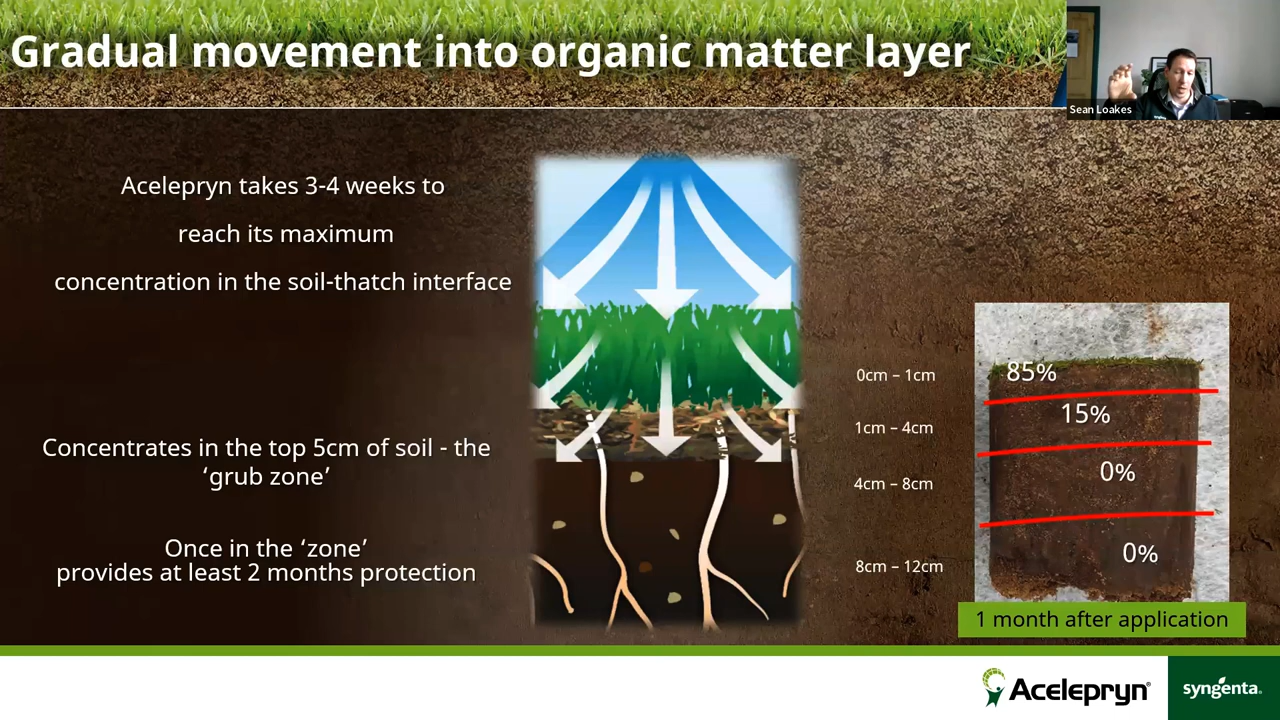 Gradual movement into organic matter layer
Sean Loakes
Acelepryn takes 3-4 weeks to
reach its maximum
concentration in the soil-thatch interface
Concentrates in the top 5cm of soil - the
‘grub zone’
Once in the ‘zone’
provides at least 2 months protection
0cm – 1cm
85%
1cm – 4cm
15%
4cm – 8cm
0%
8cm – 12cm
0%
1 month after application
Acelepryn®
syngenta®